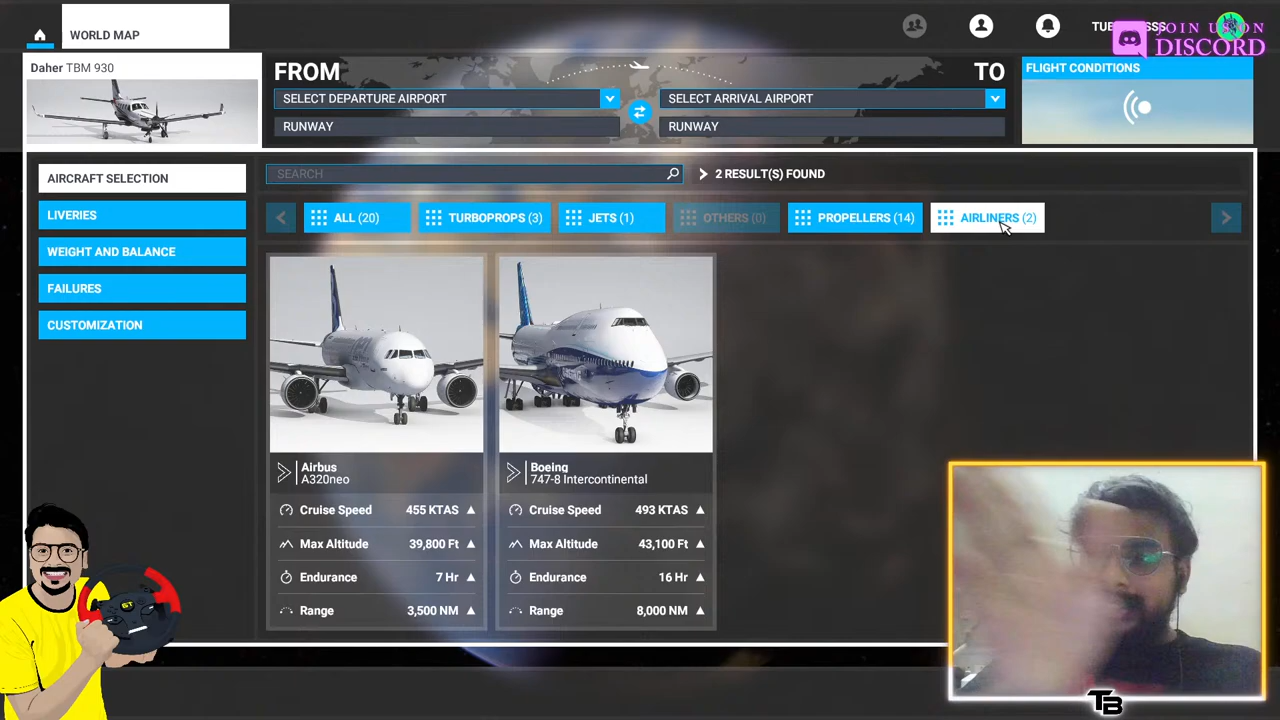 WORLD MAP
JOIN US ON
DISCORD
Daher TBM 930
FROM
TO
FLIGHT CONDITIONS
SELECT DEPARTURE AIRPORT
SELECT ARRIVAL AIRPORT
RUNWAY
RUNWAY
AIRCRAFT SELECTION
SEARCH
2 RESULT(S) FOUND
LIVERIES
ALL (20)
TURBOPROPS (3)
JETS (1)
OTHERS (0)
PROPELLERS (14)
AIRLINERS (2)
WEIGHT AND BALANCE
FAILURES
CUSTOMIZATION
Airbus
A320neo
Boeing
747-8 Intercontinental
Cruise Speed 455 KTAS
Cruise Speed 493 KTAS
Max Altitude 39,800 Ft
Max Altitude 43,100 Ft
Endurance 7 Hr
Endurance 16 Hr
Range 3,500 NM
Range 8,000 NM
TB